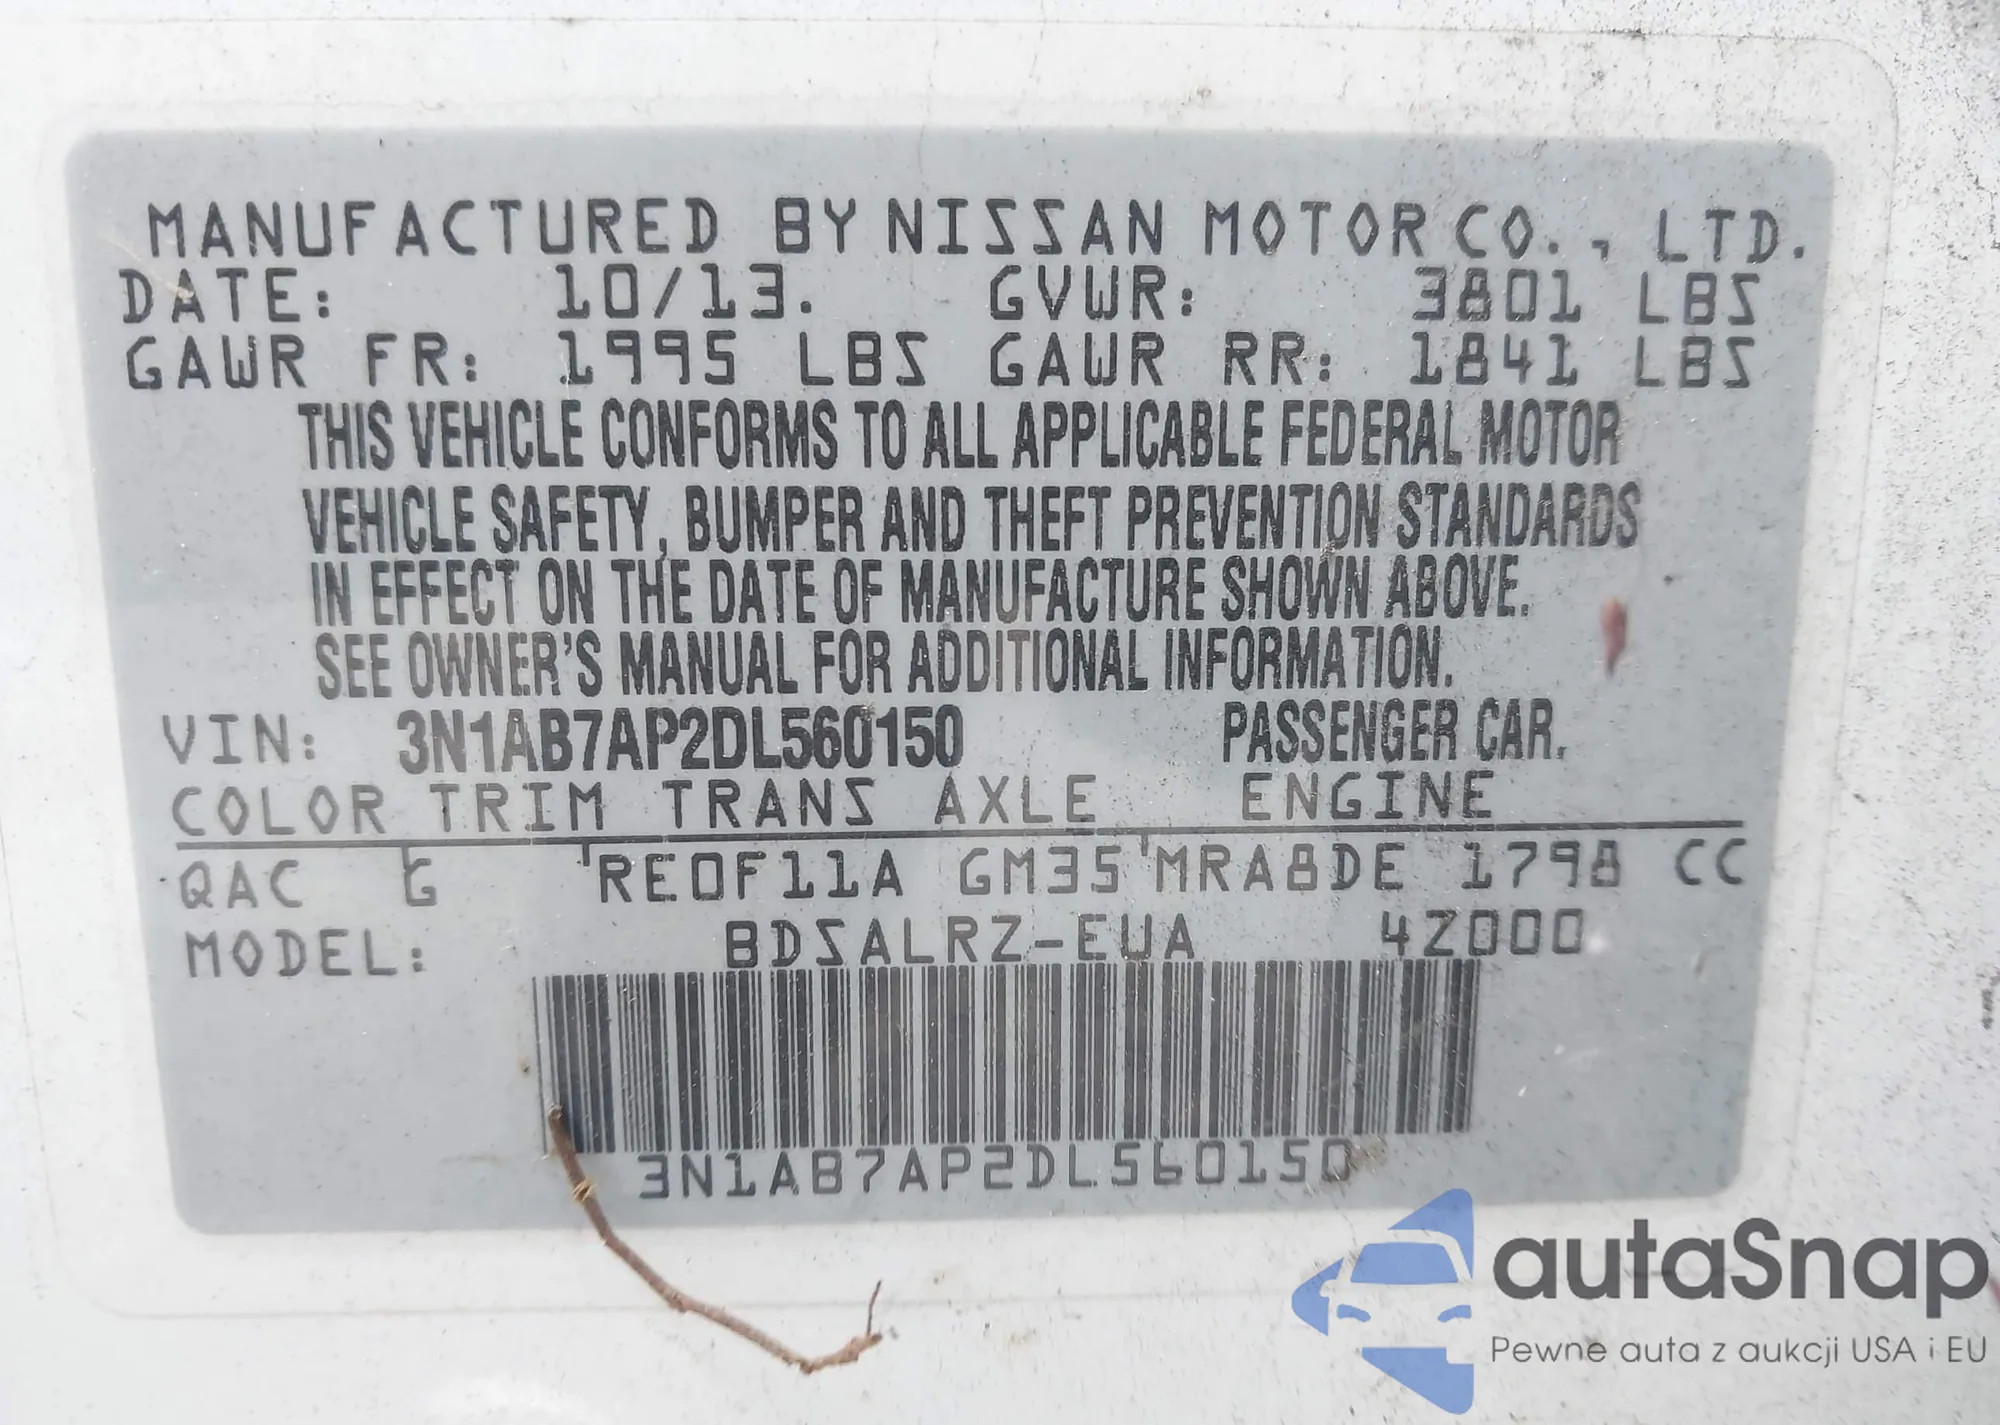 MANUFACTURED BY NISSAN MOTOR CO., LTD.
DATE: 10/13. GVWR: 3801 LBS
GAWR FR: 1995 LBS GAWR RR: 1841 LBS
THIS VEHICLE CONFORMS TO ALL APPLICABLE FEDERAL MOTOR
VEHICLE SAFETY, BUMPER AND THEFT PREVENTION STANDARDS
IN EFFECT ON THE DATE OF MANUFACTURE SHOWN ABOVE.
SEE OWNER'S MANUAL FOR ADDITIONAL INFORMATION.
VIN: 3N1AB7AP2DL560150 PASSENGER CAR.
COLOR TRIM TRANS AXLE ENGINE
QAC G RE0F11A GM35 MRA8DE 1798 CC
MODEL: BDSALRZ-EUA 4Z000
3N1AB7AP2DL560150
autaSnap
Pewne auta z aukcji USA i EU